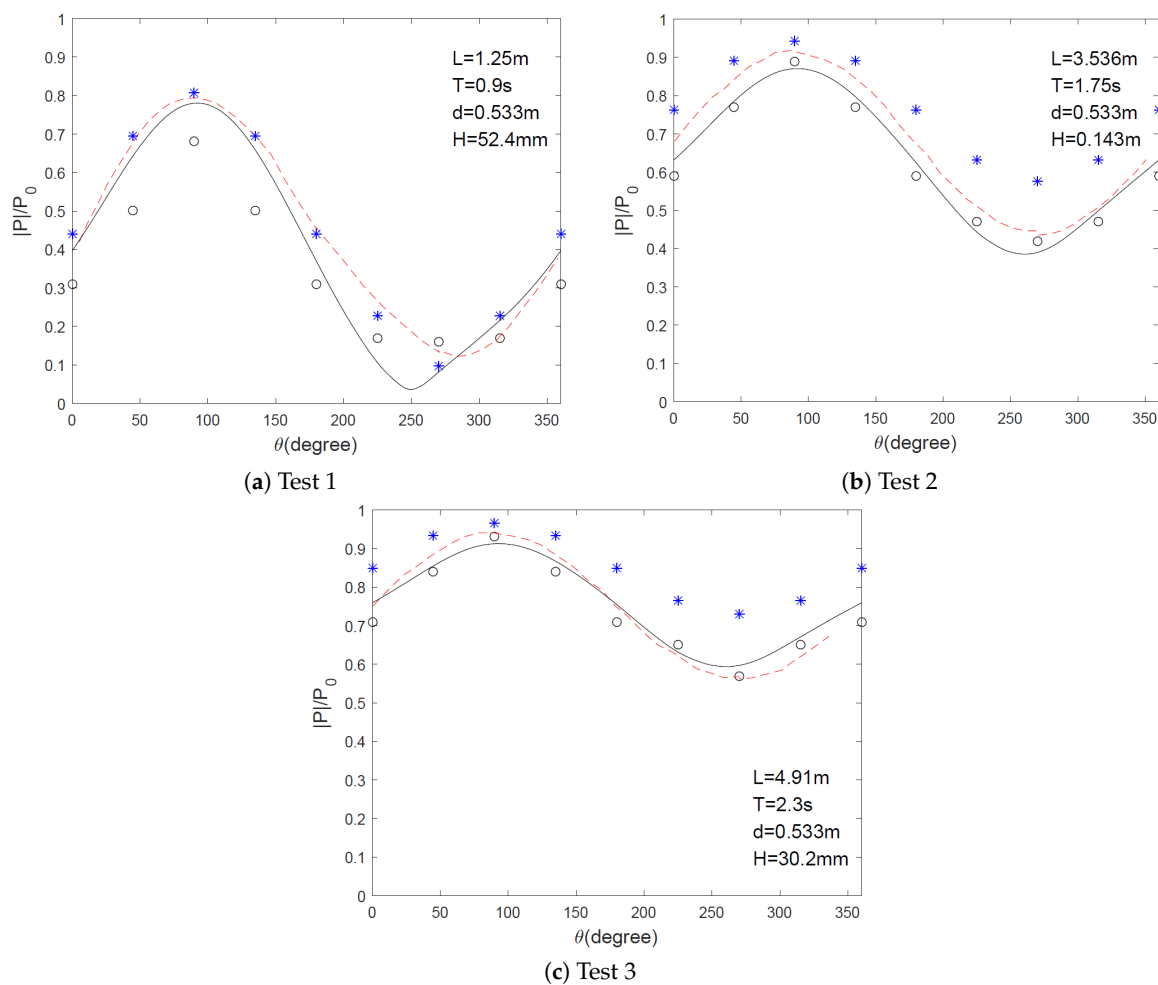 1
0.9
0.8
0.7
0.6
0.5
0.4
0.3
0.2
0.1
0
|P|/P0
L=1.25m
T=0.9s
d=0.533m
H=52.4mm
0 50 100 150 200 250 300 350
θ(degree)
(a) Test 1
1
0.9
0.8
0.7
0.6
0.5
0.4
0.3
0.2
0.1
0
|P|/P0
L=3.536m
T=1.75s
d=0.533m
H=0.143m
0 50 100 150 200 250 300 350
θ(degree)
(b) Test 2
1
0.9
0.8
0.7
0.6
0.5
0.4
0.3
0.2
0.1
0
|P|/P0
L=4.91m
T=2.3s
d=0.533m
H=30.2mm
0 50 100 150 200 250 300 350
θ(degree)
(c) Test 3